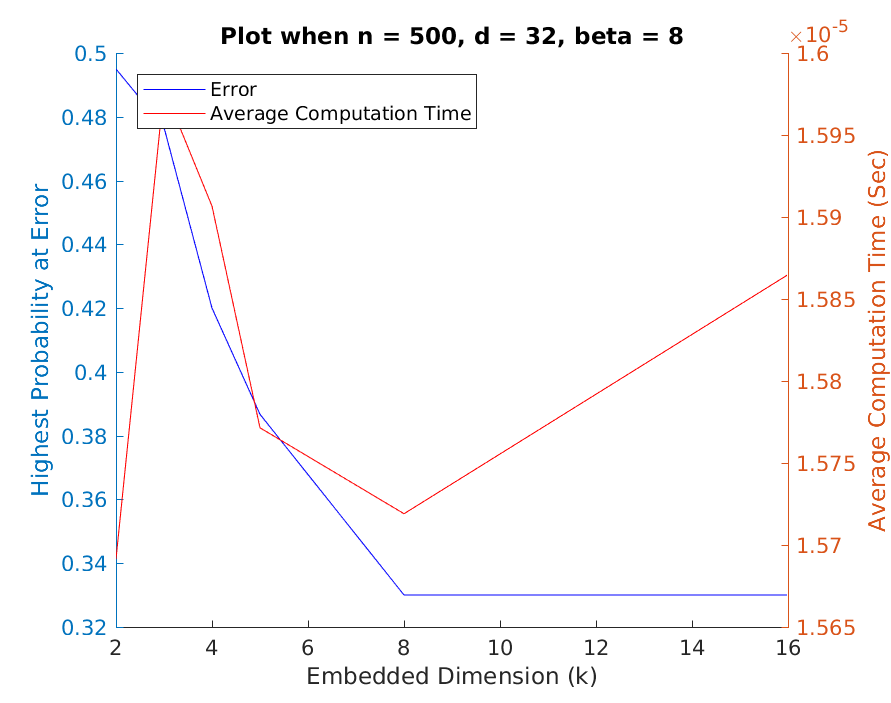 Plot when n = 500, d = 32, beta = 8
×10-5
Error
Average Computation Time
Highest Probability at Error
0.5
0.48
0.46
0.44
0.42
0.4
0.38
0.36
0.34
0.32
1.6
1.595
1.59
1.585
1.58
1.575
1.57
1.565
Average Computation Time (Sec)
2 4 6 8 10 12 14 16
Embedded Dimension (k)